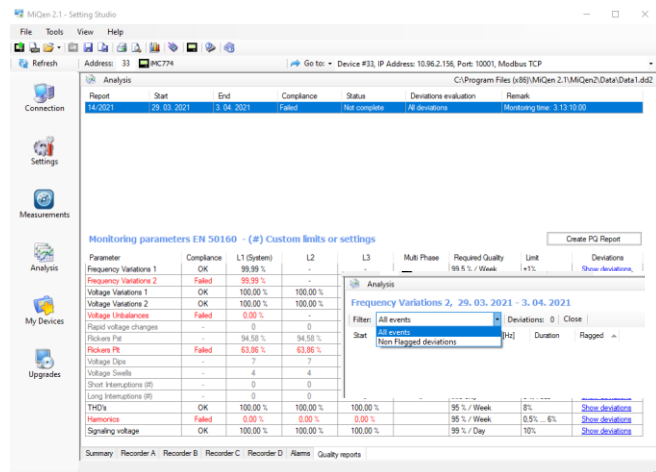 MiQen 2.1 - Setting Studio
File Tools View Help
Refresh Address: 33 iMC774 Go to: Device #33, IP Address: 10.96.2.156, Port: 10001, Modbus TCP
Analysis C:\Program Files (x86)\MiQen 2.1\MiQen2\Data\Data1.dd2
Report Start End Compliance Status Deviations evaluation Remark
14/2021 29. 03. 2021 3. 04. 2021 Failed Not complete All deviations Monitoring time: 3.13:10:00
Connection
Settings
Measurements
Analysis
My Devices
Upgrades
Monitoring parameters EN 50160 - (#) Custom limits or settings Create PQ Report
Parameter Compliance L1 (System) L2 L3 Multi Phase Required Quality Limit Deviations
Frequency Variations 1 OK 99,99 % - - 99.5 % / Week ±1% Show deviations
Frequency Variations 2 Failed 99,99 % -
Voltage Variations 1 OK 100,00 % 100,00 %
Voltage Variations 2 OK 100,00 % 100,00 %
Voltage Unbalances Failed 0.00 % -
Rapid voltage changes - 0 0
Flickers Pst - 94,58 % 94,58 %
Flickers Plt Failed 63,86 % 63,86 %
Voltage Dips - 7 7
Voltage Swells - 4 4
Short Interruptions (#) - 0 0
Long Interruptions (#) - 0 0
THD's OK 100,00 % 100,00 % 100,00 % 95 % / Week 8% Show deviations
Harmonics Failed 0.00 % 0.00 % 0.00 % 95 % / Week 0,5% ... 6% Show deviations
Signaling voltage OK 100,00 % 100,00 % 100,00 % 99 % / Day 10% Show deviations
Analysis
Frequency Variations 2, 29. 03. 2021 - 3. 04. 2021
Filter: All events Deviations: 0 Close
All events
Non Flagged deviations
Start [Hz] Duration Flagged
Summary Recorder A Recorder B Recorder C Recorder D Alarms Quality reports